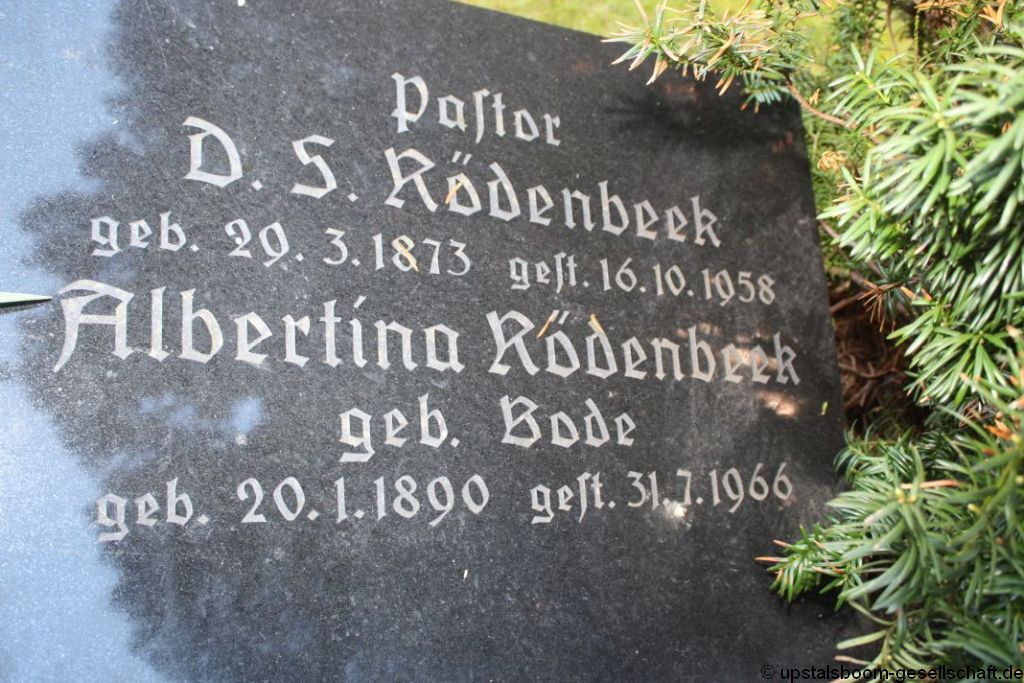 Pastor
D. S. Rödenbeek
geb. 29. 3. 1873 gest. 16. 10. 1958
Albertina Rödenbeek
geb. Bode
geb. 20. 1. 1890 gest. 31. 7. 1966
© upstalsboom-gesellschaft.de